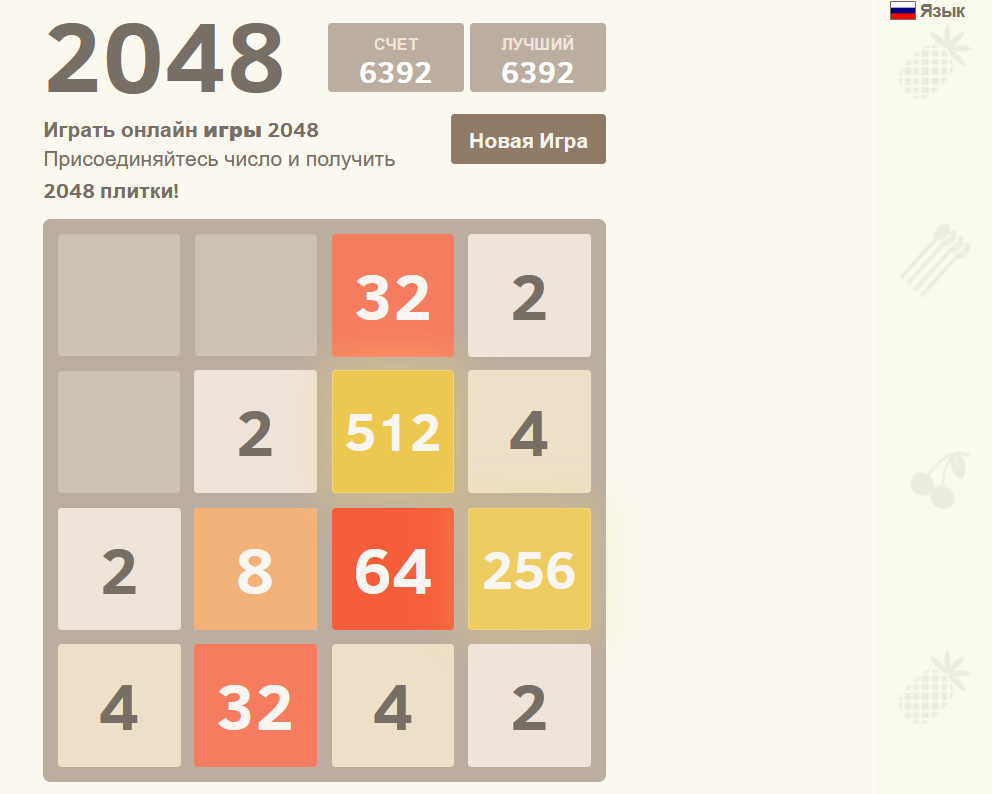 Язык
2048
СЧЕТ ЛУЧШИЙ
6392 6392
Играть онлайн игры 2048
Новая Игра
Присоединяйтесь число и получить
2048 плитки!
32 2
2 512 4
2 8 64 256
4 32 4 2